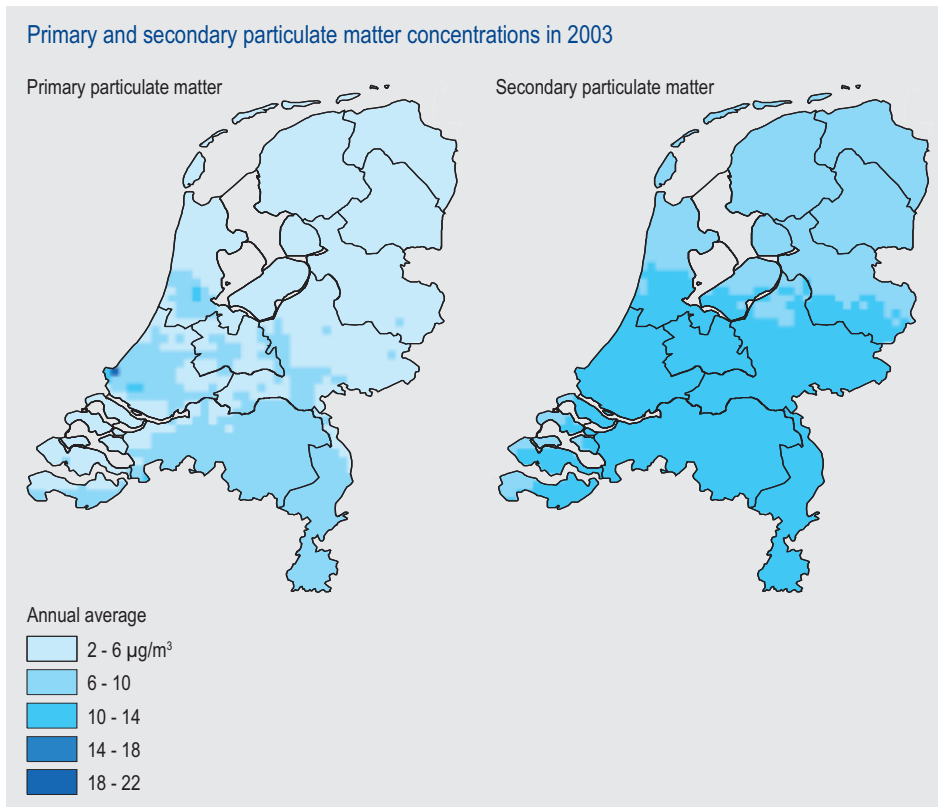 Primary and secondary particulate matter concentrations in 2003
Primary particulate matter
Secondary particulate matter
Annual average
2 - 6 µg/m³
6 - 10
10 - 14
14 - 18
18 - 22